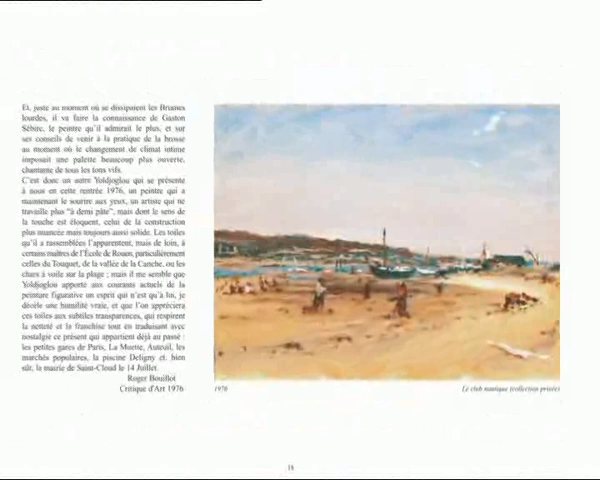 Et, juste au moment où se dissipaient les Brumes
lourdes, il va faire la connaissance de Gaston
Sébire, le peintre qu'il admirait le plus, et sur
ses conseils de venir à la pratique de la brosse
au moment où le changement de climat intime
imposait une palette beaucoup plus ouverte,
chantante de tous les tons vifs.
C'est donc un autre Yoldjoglou qui se présente
à nous en cette rentrée 1976, un peintre qui a
maintenant le sourire aux yeux, un artiste qui ne
travaille plus "à demi pâte", mais dont le sens de
la touche est éloquent, celui de la construction
plus nuancée mais toujours aussi solide. Les toiles
qu'il a rassemblées l'apparentent, mais de loin, à
certains maîtres de l'École de Rouen, particulièrement
celles du Touquet, de la vallée de la Canche, ou les
chars à voile sur la plage ; mais il me semble que
Yoldjoglou apporte aux courants actuels de la
peinture figurative un esprit qui n'est qu'à lui, je
décèle une humilité vraie, et que l'on appréciera
ces toiles aux subtiles transparences, qui respirent
la netteté et la franchise tout en traduisant avec
nostalgie ce présent qui appartient déjà au passé :
les petites gares de Paris, La Muette, Auteuil, les
marchés populaires, la piscine Deligny et, bien
sûr, la mairie de Saint-Cloud le 14 Juillet.
Roger Bouillot
Critique d'Art 1976
1978
Le club nautique (collection privée)